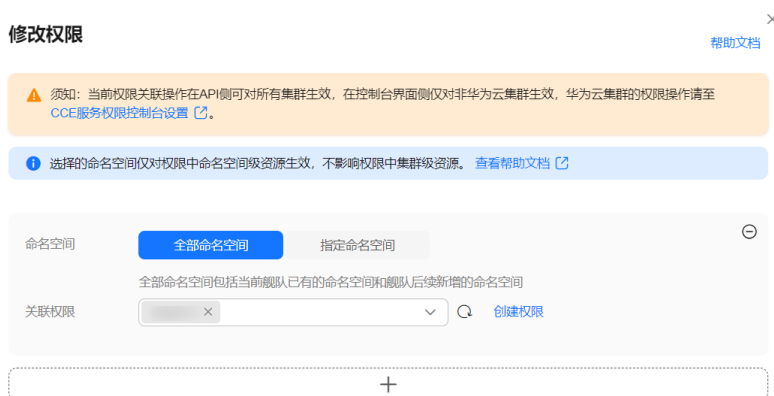 修改权限
帮助文档
须知：当前权限关联操作在API侧可对所有集群生效，在控制台界面侧仅对非华为云集群生效，华为云集群的权限操作请至
CCE服务权限控制台设置。
选择的命名空间仅对权限中命名空间级资源生效，不影响权限中集群级资源。 查看帮助文档
命名空间 全部命名空间 指定命名空间
全部命名空间包括当前舰队已有的命名空间和舰队后续新增的命名空间
关联权限 创建权限